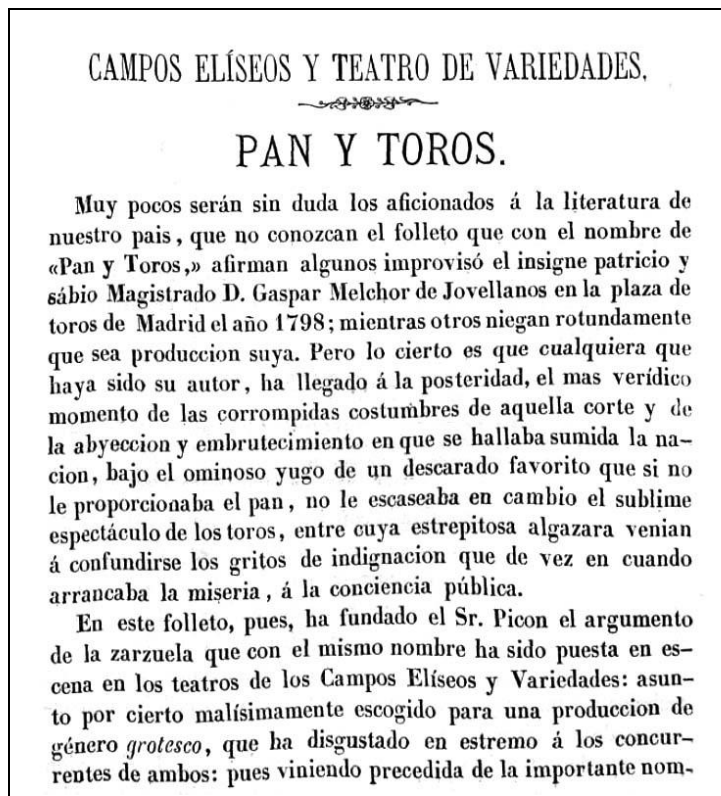 CAMPOS ELÍSEOS Y TEATRO DE VARIEDADES.
PAN Y TOROS.
Muy pocos serán sin duda los aficionados á la literatura de
nuestro pais, que no conozcan el folleto que con el nombre de
«Pan y Toros,» afirman algunos improvisó el insigne patricio y
sábio Magistrado D. Gaspar Melchor de Jovellanos en la plaza de
toros de Madrid el año 1798; mientras otros niegan rotundamente
que sea produccion suya. Pero lo cierto es que cualquiera que
haya sido su autor, ha llegado á la posteridad, el mas verídico
momento de las corrompidas costumbres de aquella corte y de
la abyeccion y embrutecimiento en que se hallaba sumida la na-
cion, bajo el ominoso yugo de un descarado favorito que si no
le proporcionaba el pan, no le escaseaba en cambio el sublime
espectáculo de los toros, entre cuya estrepitosa algazara venian
á confundirse los gritos de indignacion que de vez en cuando
arrancaba la miseria, á la conciencia pública.
En este folleto, pues, ha fundado el Sr. Picon el argumento
de la zarzuela que con el mismo nombre ha sido puesta en es-
cena en los teatros de los Campos Elíseos y Variedades: asun-
to por cierto malísimamente escogido para una produccion de
género grotesco, que ha disgustado en estremo á los concur-
rentes de ambos: pues viniendo precedida de la importante nom-